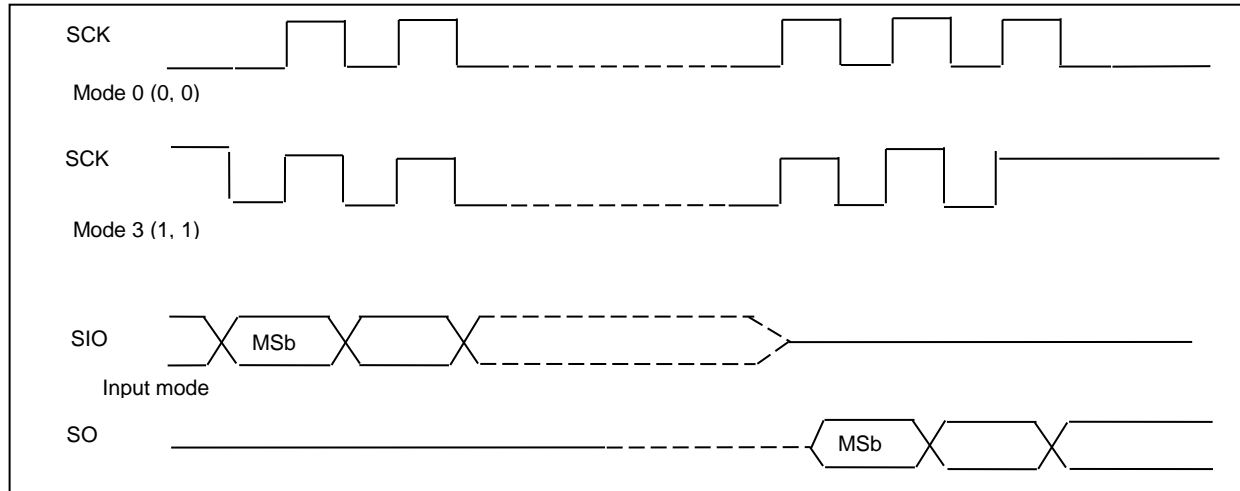 SCK
Mode 0 (0, 0)
SCK
Mode 3 (1, 1)
SIO
MSb
Input mode
SO
MSb